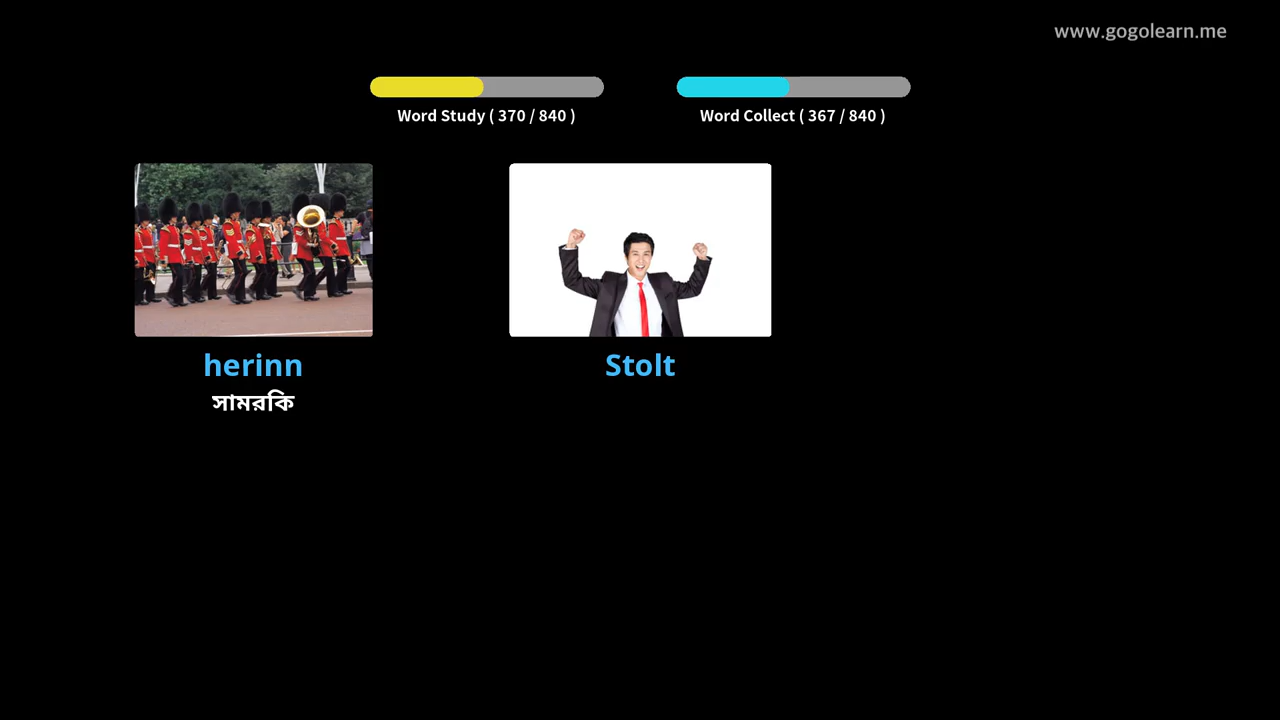 www.gogolearn.me
Word Study ( 370 / 840 )
Word Collect ( 367 / 840 )
herinn
সামরকি
Stolt